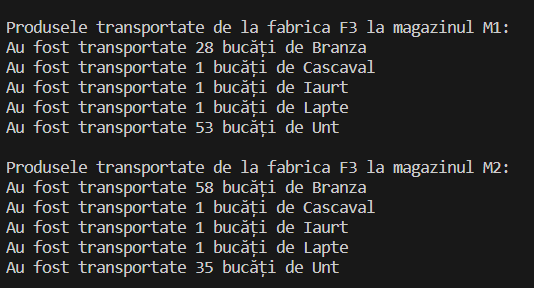 Produsele transportate de la fabrica F3 la magazinul M1:
Au fost transportate 28 bucăți de Branza
Au fost transportate 1 bucăți de Cascaval
Au fost transportate 1 bucăți de Iaurt
Au fost transportate 1 bucăți de Lapte
Au fost transportate 53 bucăți de Unt
Produsele transportate de la fabrica F3 la magazinul M2:
Au fost transportate 58 bucăți de Branza
Au fost transportate 1 bucăți de Cascaval
Au fost transportate 1 bucăți de Iaurt
Au fost transportate 1 bucăți de Lapte
Au fost transportate 35 bucăți de Unt